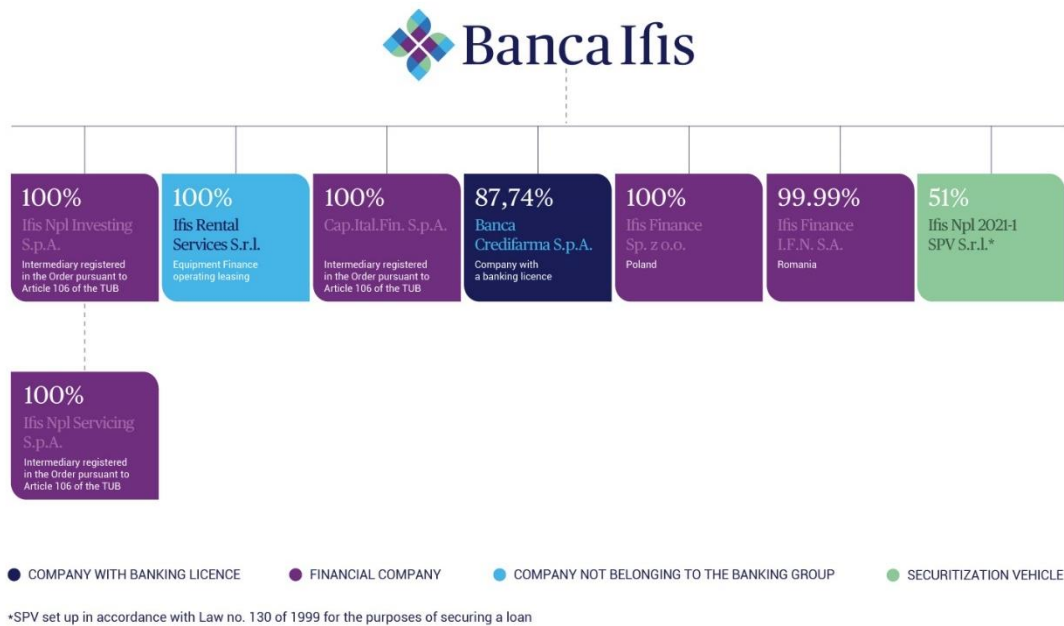 Banca Ifis
100%
Ifis Npl Investing
S.p.A.
Intermediary registered
in the Order pursuant to
Article 106 of the TUB
100%
Ifis Rental
Services S.r.l.
Equipment Finance
operating leasing
100%
Cap.Ital.Fin. S.p.A.
Intermediary registered
in the Order pursuant to
Article 106 of the TUB
87,74%
Banca
Credifarma S.p.A.
Company with
a banking licence
100%
Ifis Finance
Sp. z o.o.
Poland
99.99%
Ifis Finance
I.F.N. S.A.
Romania
51%
Ifis Npl 2021-1
SPV S.r.l.*
100%
Ifis Npl Servicing
S.p.A.
Intermediary registered
in the Order pursuant to
Article 106 of the TUB
COMPANY WITH BANKING LICENCE
FINANCIAL COMPANY
COMPANY NOT BELONGING TO THE BANKING GROUP
SECURITIZATION VEHICLE
*SPV set up in accordance with Law no. 130 of 1999 for the purposes of securing a loan